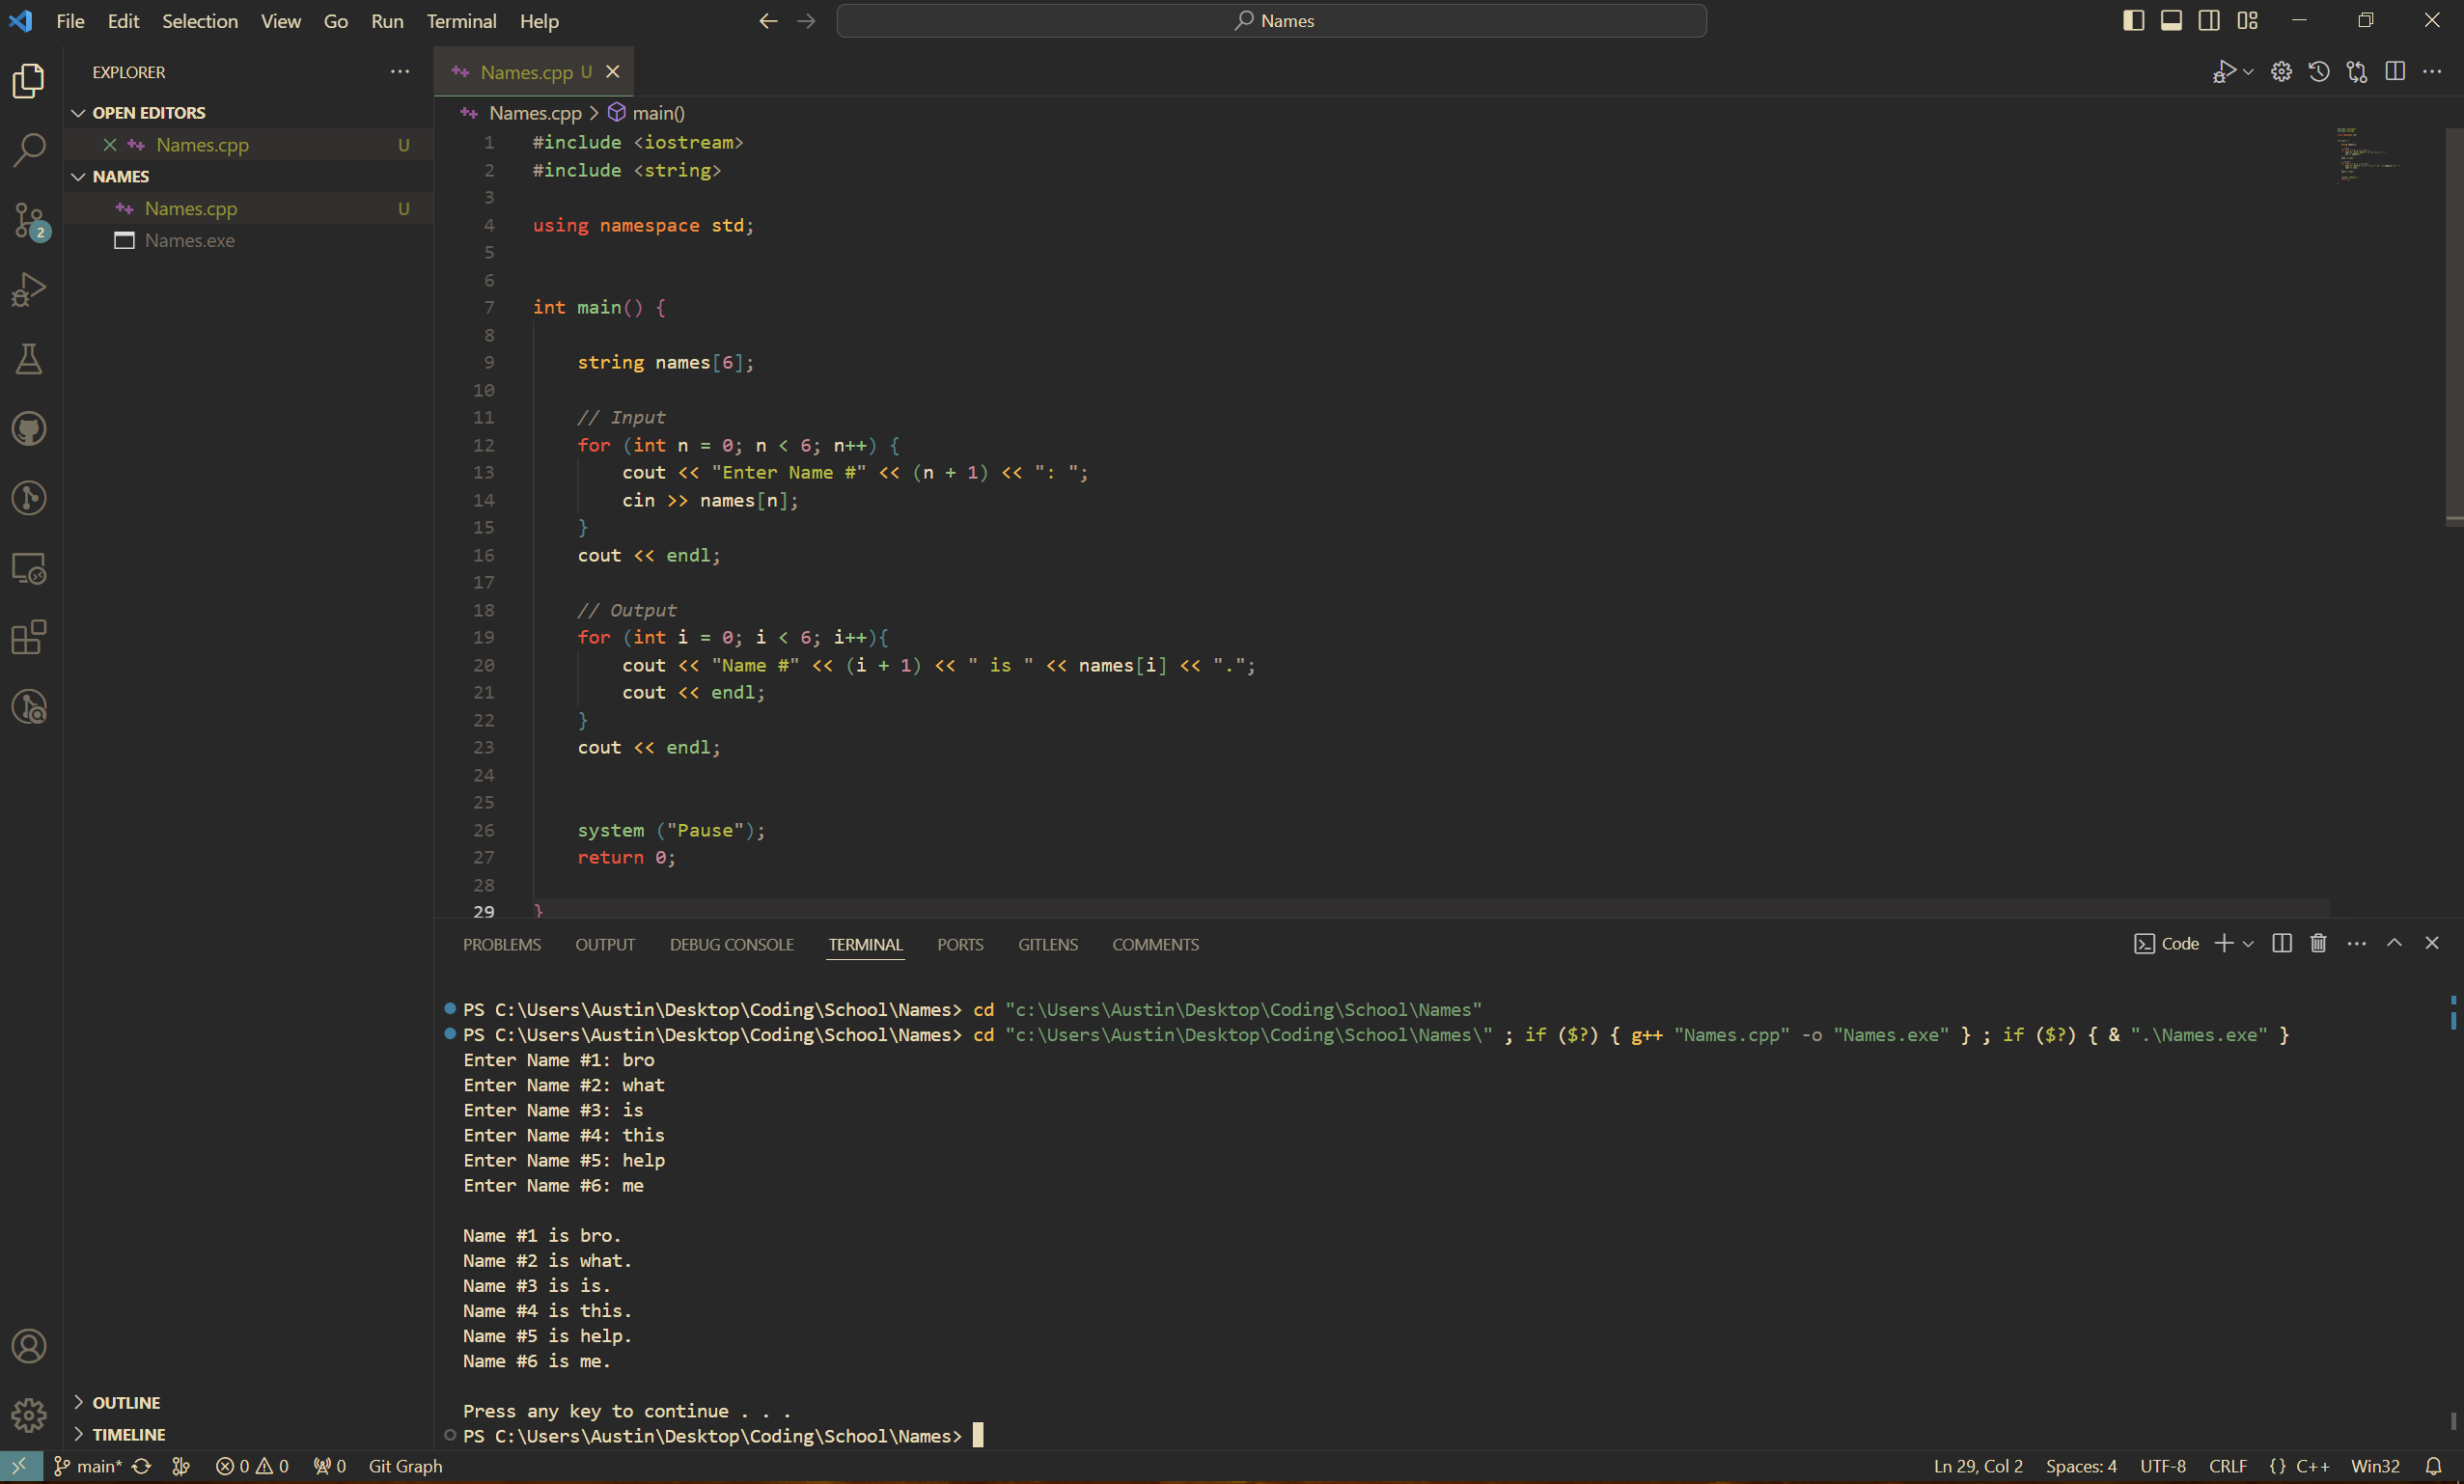 File Edit Selection View Go Run Terminal Help
Names
EXPLORER
OPEN EDITORS
Names.cpp U
NAMES
Names.cpp U
Names.exe
2
OUTLINE
TIMELINE
Names.cpp U
Names.cpp > main()
1 #include <iostream>
2 #include <string>
3
4 using namespace std;
5
6
7 int main() {
8
9 string names[6];
10
11 // Input
12 for (int n = 0; n < 6; n++) {
13 cout << "Enter Name #" << (n + 1) << ": ";
14 cin >> names[n];
15 }
16 cout << endl;
17
18 // Output
19 for (int i = 0; i < 6; i++){
20 cout << "Name #" << (i + 1) << " is " << names[i] << ".";
21 cout << endl;
22 }
23 cout << endl;
24
25
26 system ("Pause");
27 return 0;
28
29 }
PROBLEMS OUTPUT DEBUG CONSOLE TERMINAL PORTS GITLENS COMMENTS
Code
PS C:\Users\Austin\Desktop\Coding\School\Names> cd "c:\Users\Austin\Desktop\Coding\School\Names"
PS C:\Users\Austin\Desktop\Coding\School\Names> cd "c:\Users\Austin\Desktop\Coding\School\Names\" ; if ($?) { g++ "Names.cpp" -o "Names.exe" } ; if ($?) { & ".\Names.exe" }
Enter Name #1: bro
Enter Name #2: what
Enter Name #3: is
Enter Name #4: this
Enter Name #5: help
Enter Name #6: me

Name #1 is bro.
Name #2 is what.
Name #3 is is.
Name #4 is this.
Name #5 is help.
Name #6 is me.

Press any key to continue . . .
PS C:\Users\Austin\Desktop\Coding\School\Names>
main* 0 0 0 Git Graph
Ln 29, Col 2 Spaces: 4 UTF-8 CRLF {} C++ Win32